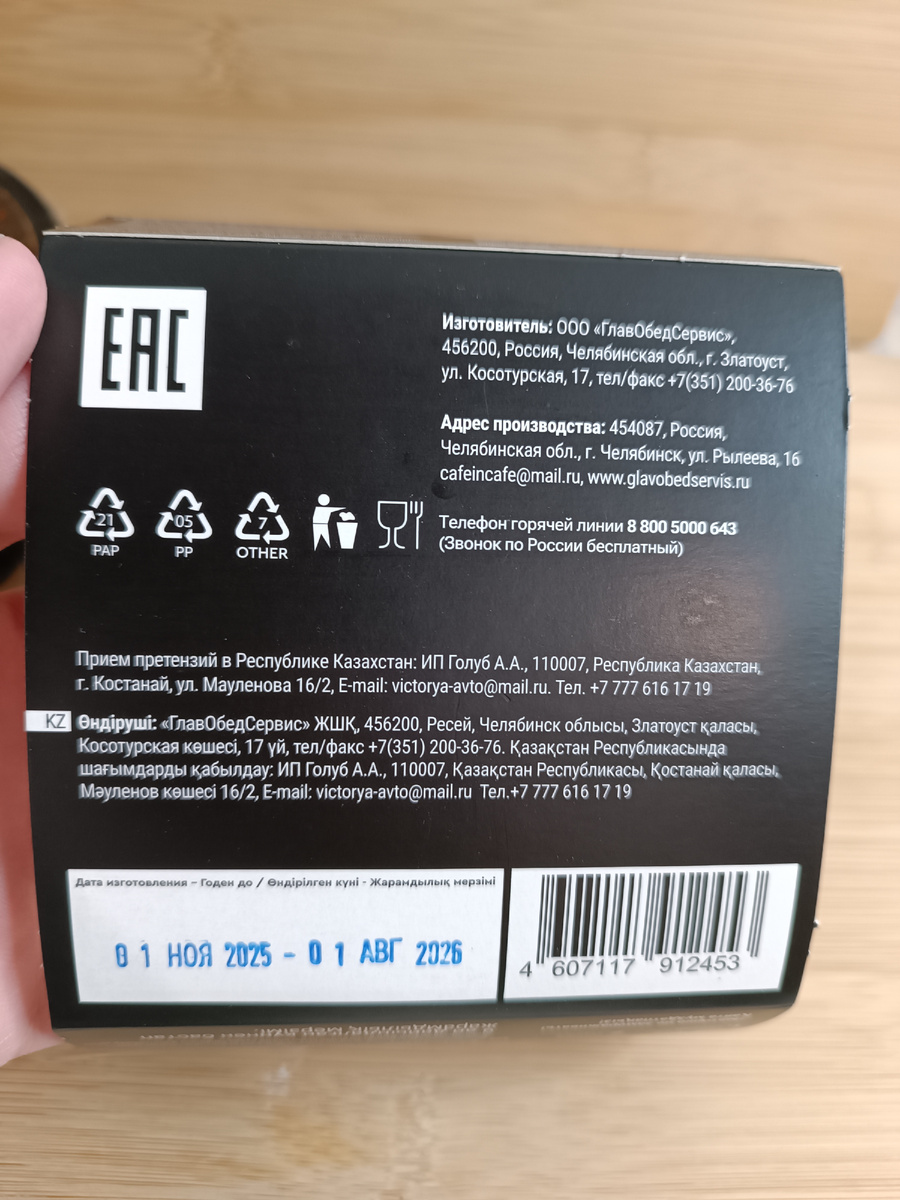 EAC
Изготовитель: ООО «ГлавОбедСервис»,
456200, Россия, Челябинская обл., г. Златоуст,
ул. Косотурская, 17, тел/факс +7(351) 200-36-76
Адрес производства: 454087, Россия,
Челябинская обл., г. Челябинск, ул. Рылеева, 16
cafeincafe@mail.ru, www.glavobedservis.ru
21 05 7
PAP PP OTHER
Телефон горячей линии 8 800 5000 643
(Звонок по России бесплатный)
Прием претензий в Республике Казахстан: ИП Голуб А.А., 110007, Республика Казахстан,
г. Костанай, ул. Мауленова 16/2, E-mail: victorya-avto@mail.ru. Тел. +7 777 616 17 19
KZ Өндіруші: «ГлавОбедСервис» ЖШҚ, 456200, Ресей, Челябинск облысы, Златоуст қаласы,
Косотурская көшесі, 17 үй, тел/факс +7(351) 200-36-76. Қазақстан Республикасында
шағымдарды қабылдау: ИП Голуб А.А., 110007, Қазақстан Республикасы, Қостанай қаласы,
Мәуленов көшесі 16/2, E-mail: victorya-avto@mail.ru Тел.+7 777 616 17 19
Дата изготовления – Годен до / Өндірілген күні - Жарамдылық мерзімі
01 НОЯ 2025 - 01 АВГ 2026
4 607117 912453